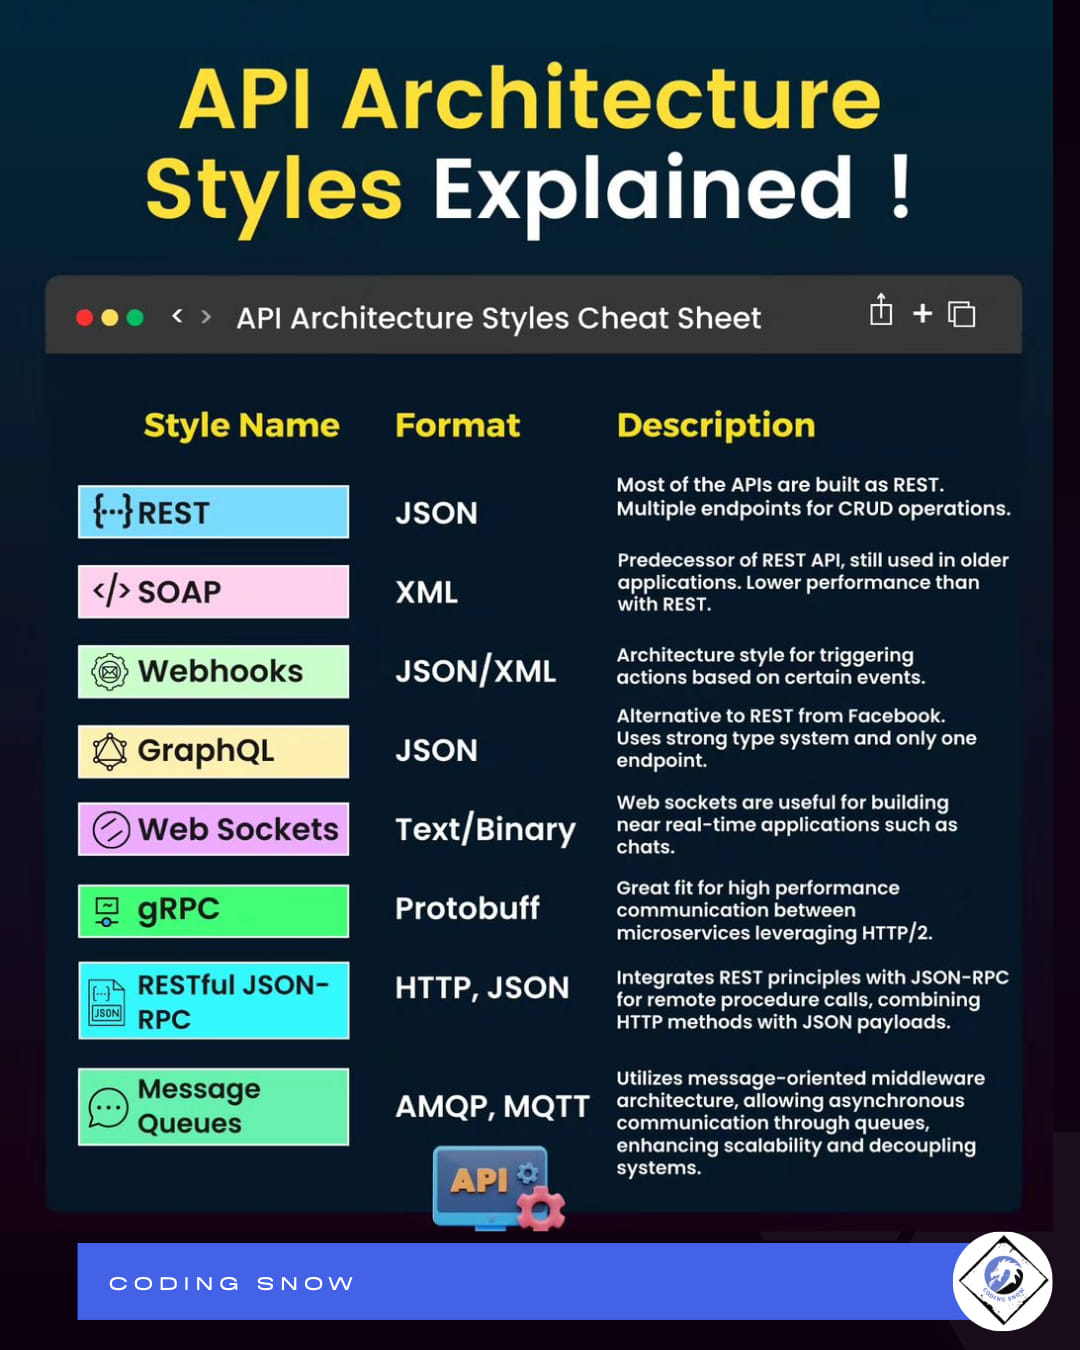 API Architecture
Styles Explained !
< > API Architecture Styles Cheat Sheet +
Style Name Format Description
{...} REST JSON
Most of the APIs are built as REST.
Multiple endpoints for CRUD operations.
</> SOAP XML
Predecessor of REST API, still used in older
applications. Lower performance than
with REST.
Webhooks JSON/XML
Architecture style for triggering
actions based on certain events.
GraphQL JSON
Alternative to REST from Facebook.
Uses strong type system and only one
endpoint.
Web Sockets Text/Binary
Web sockets are useful for building
near real-time applications such as
chats.
gRPC Protobuff
Great fit for high performance
communication between
microservices leveraging HTTP/2.
{...}
JSON
RESTful JSON-
RPC
HTTP, JSON
Integrates REST principles with JSON-RPC
for remote procedure calls, combining
HTTP methods with JSON payloads.
Message
Queues
AMQP, MQTT
Utilizes message-oriented middleware
architecture, allowing asynchronous
communication through queues,
enhancing scalability and decoupling
systems.
API
CODING SNOW
CODING SNOW